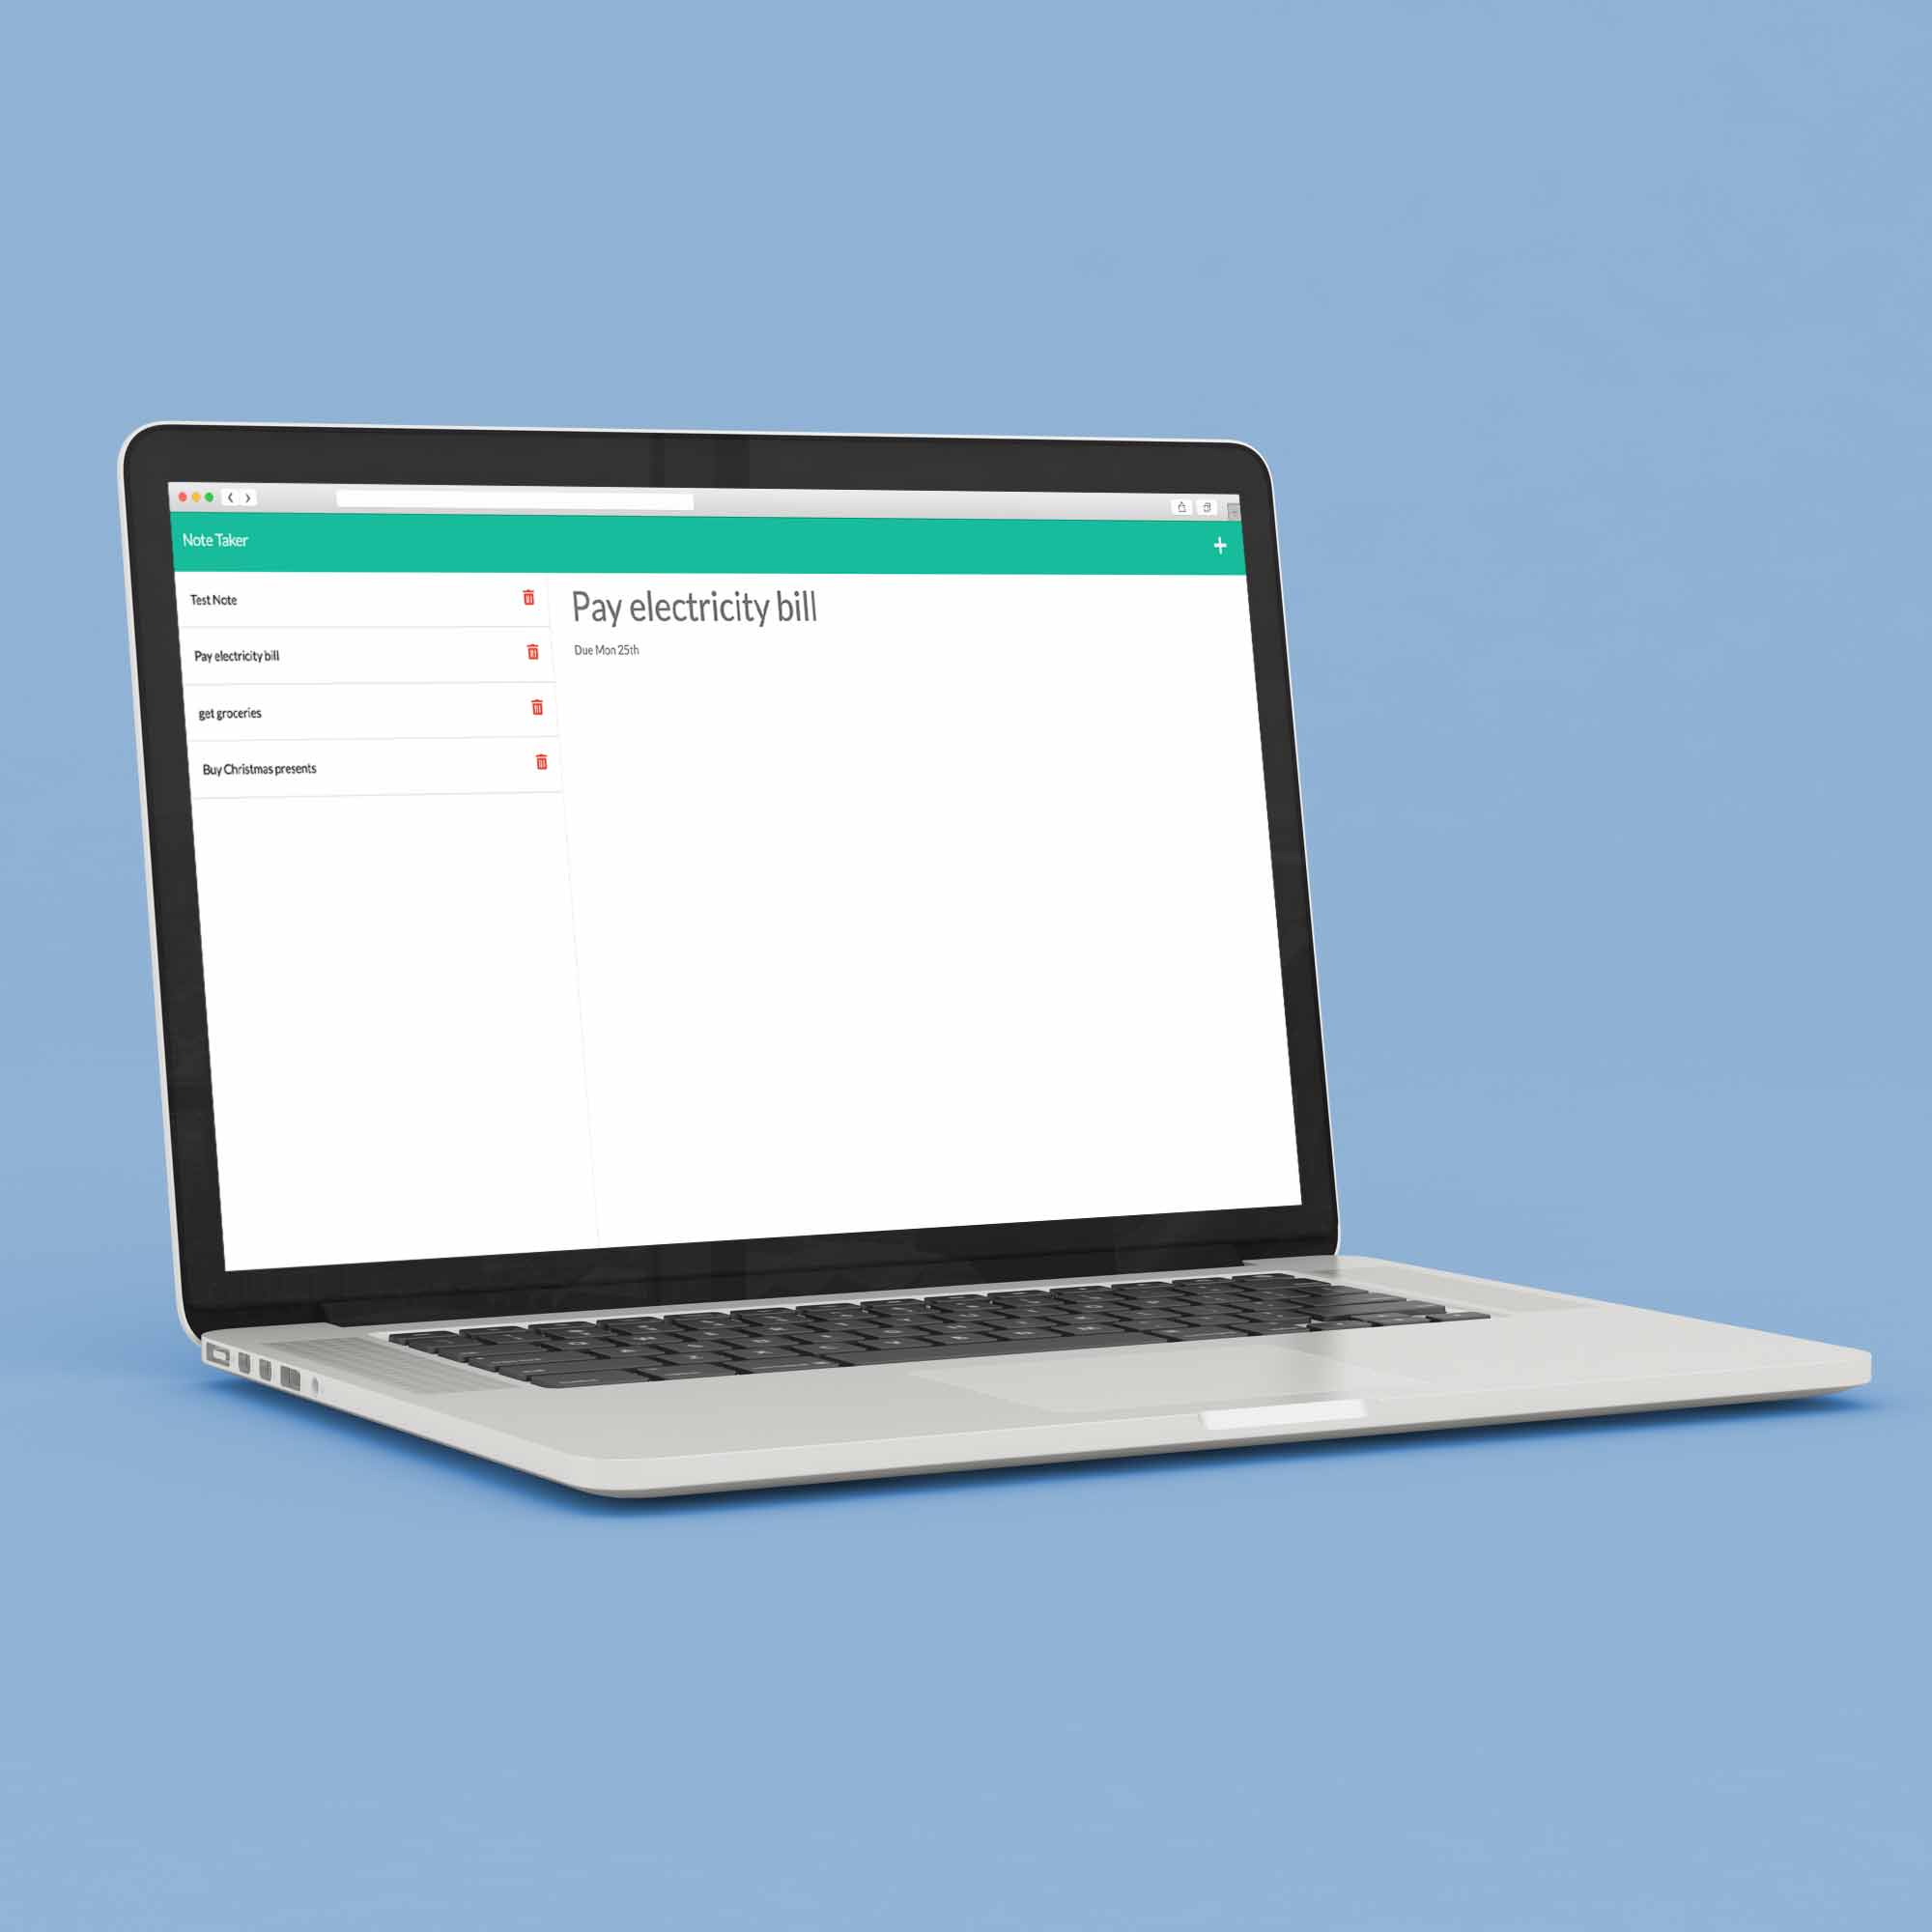 Note Taker
Test Note
Pay electricity bill
get groceries
Buy Christmas presents
Pay electricity bill
Due Mon 25th